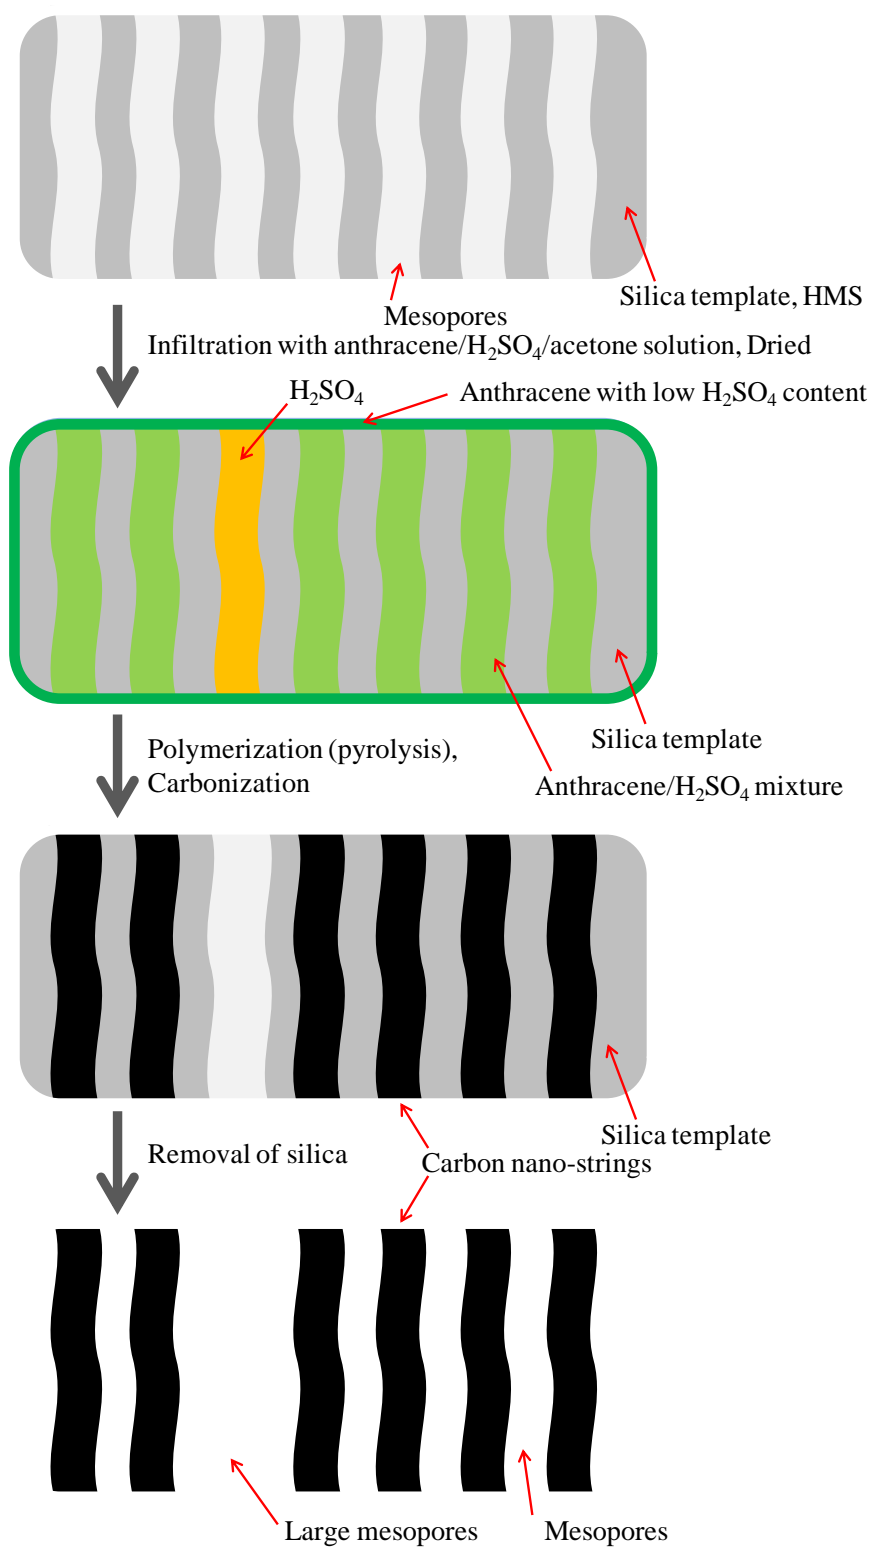 Silica template, HMS
Mesopores
Infiltration with anthracene/H₂SO₄/acetone solution, Dried
H₂SO₄
Anthracene with low H₂SO₄ content
Silica template
Polymerization (pyrolysis),
Carbonization
Anthracene/H₂SO₄ mixture
Silica template
Removal of silica
Carbon nano-strings
Large mesopores
Mesopores